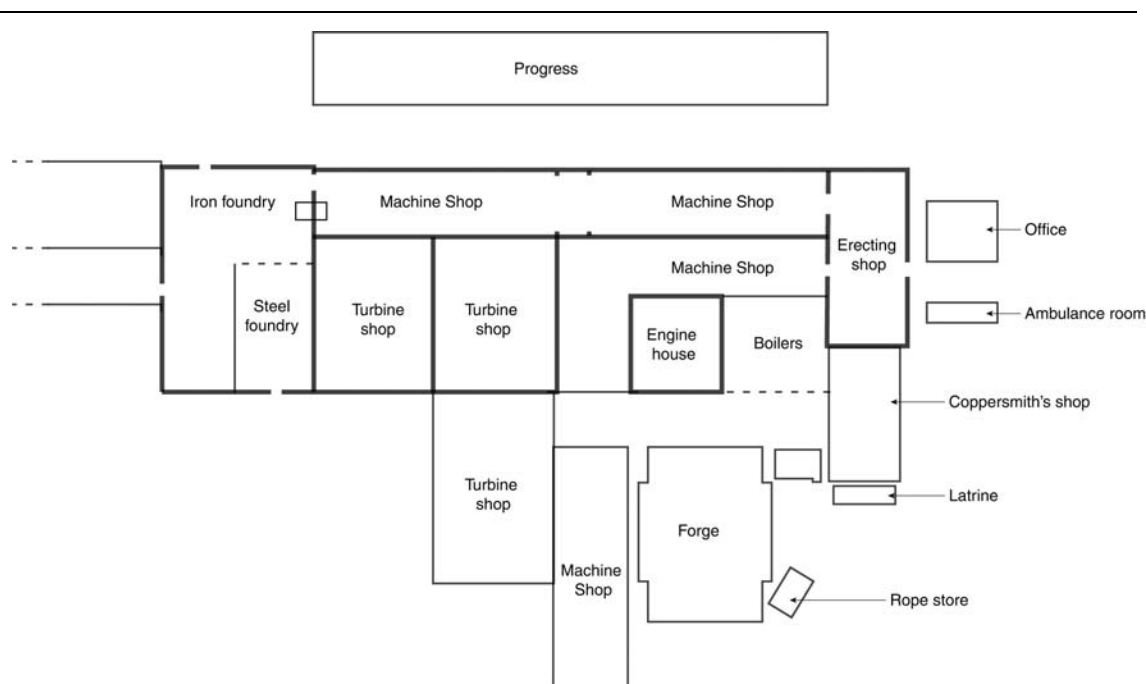 Progress
Iron foundry
Machine Shop
Machine Shop
Office
Erecting
shop
Machine Shop
Steel
foundry
Turbine
shop
Turbine
shop
Ambulance room
Engine
house
Boilers
Coppersmith's shop
Turbine
shop
Latrine
Forge
Machine
Shop
Rope store